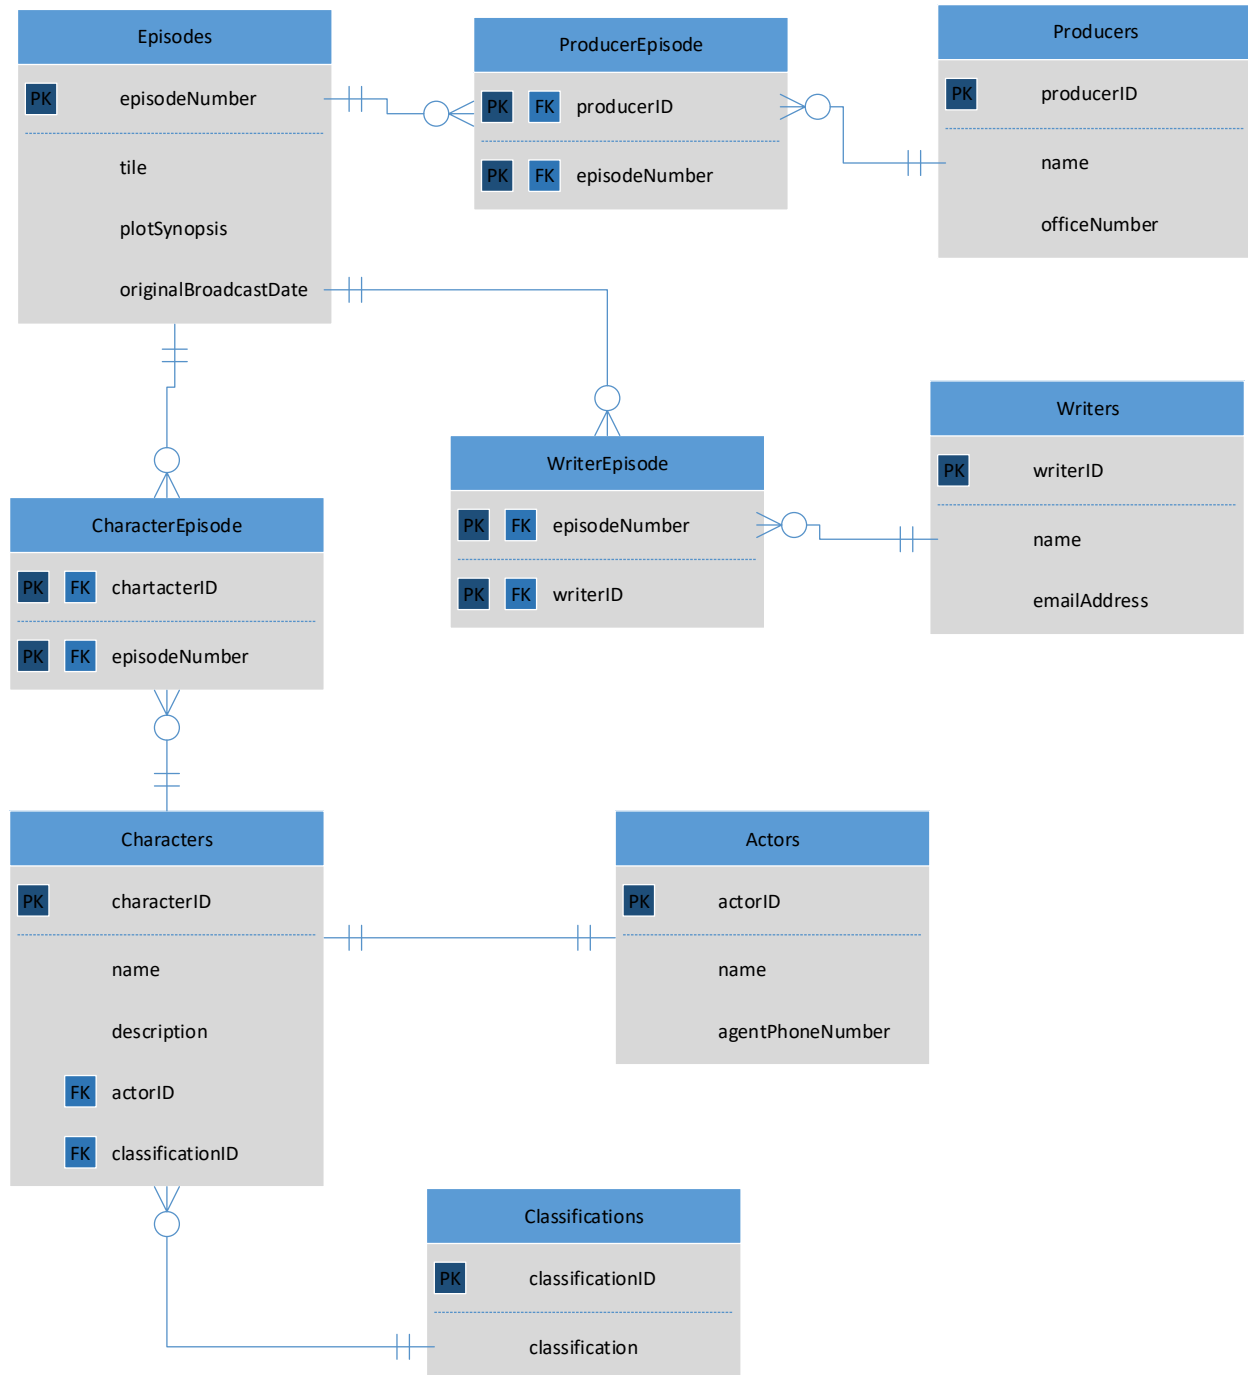 Episodes
PK episodeNumber
tile
plotSynopsis
originalBroadcastDate
ProducerEpisode
PK FK producerID
PK FK episodeNumber
Producers
PK producerID
name
officeNumber
WriterEpisode
PK FK episodeNumber
PK FK writerID
Writers
PK writerID
name
emailAddress
CharacterEpisode
PK FK chartacterID
PK FK episodeNumber
Characters
PK characterID
name
description
FK actorID
FK classificationID
Actors
PK actorID
name
agentPhoneNumber
Classifications
PK classificationID
classification